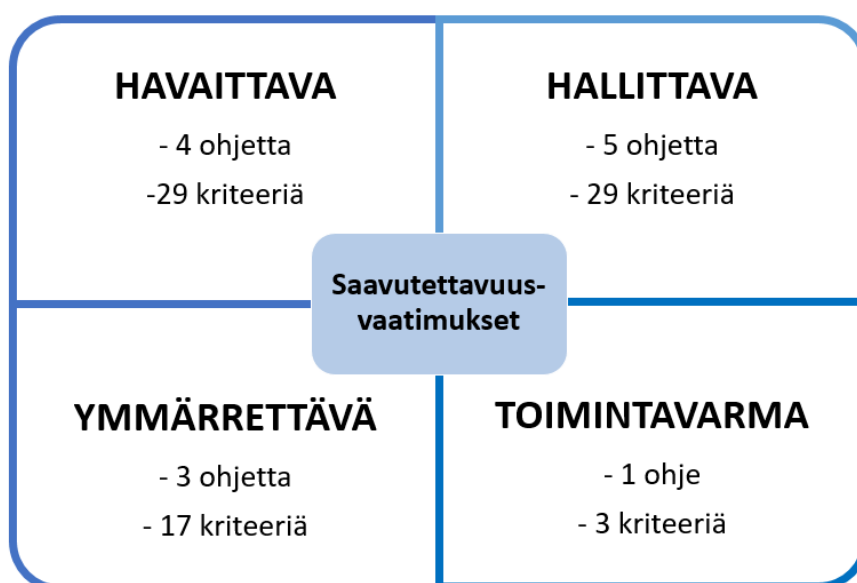 HAVAITTAVA
- 4 ohjetta
-29 kriteeriä
HALLITTAVA
- 5 ohjetta
- 29 kriteeriä
Saavutettavuus-
vaatimukset
YMMÄRRETTÄVÄ
- 3 ohjetta
- 17 kriteeriä
TOIMINTAVARMA
- 1 ohje
- 3 kriteeriä